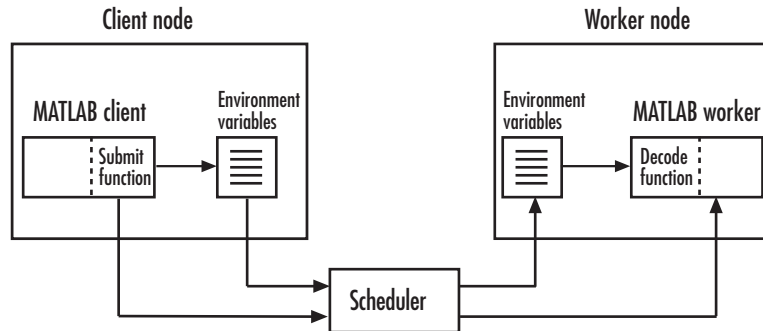 Client node
Worker node
MATLAB client
Environment
variables
Submit
function
Environment
variables
MATLAB worker
Decode
function
Scheduler